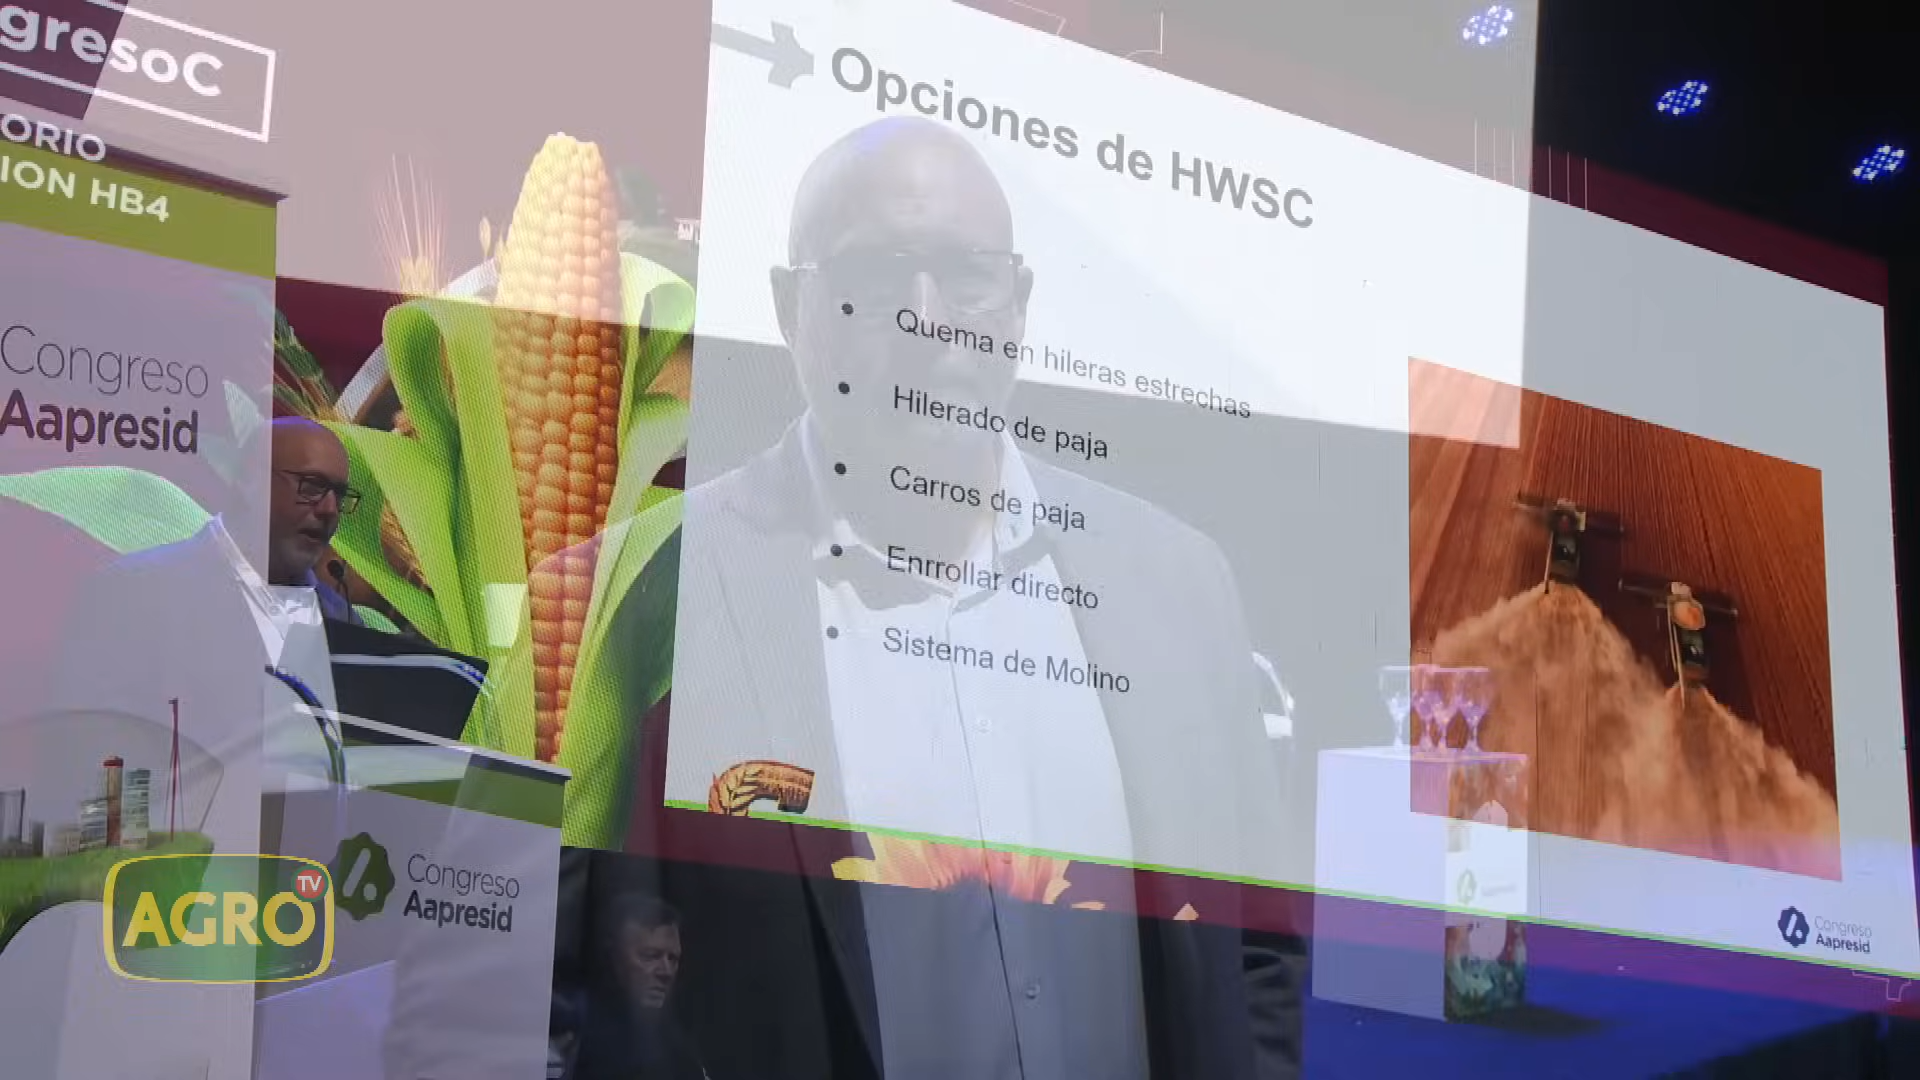 gresoC
ORIO
ION HB4
Congreso
Aapresid
Opciones de HWSC
• Quema en hileras estrechas
• Hilerado de paja
• Carros de paja
• Enrrollar directo
• Sistema de Molino
AGRO TV
Congreso
Aapresid
Congreso
Aapresid